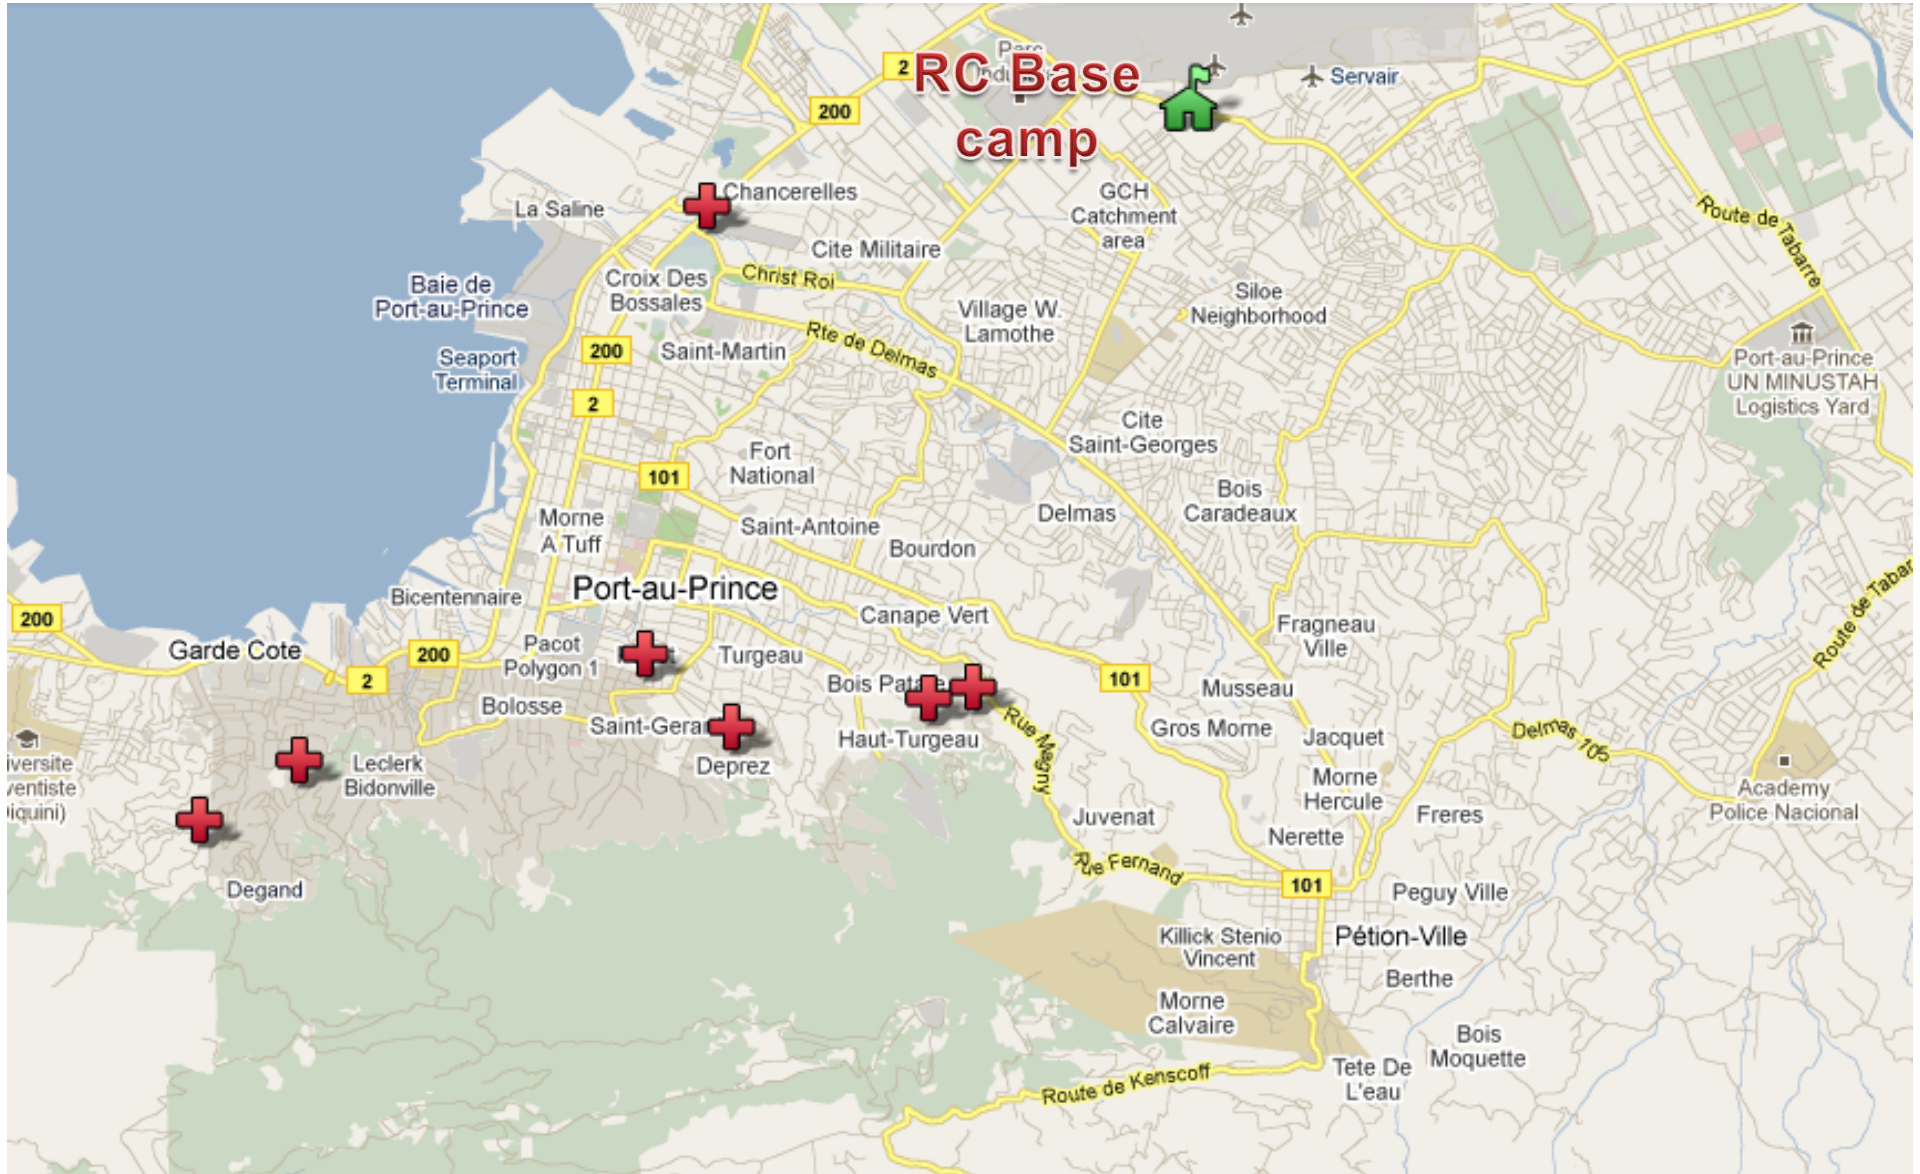 Parc
2
RC Base
camp
Servair
200
Chancerelles
La Saline
GCH
Catchment
area
Route de Tabarre
Cite Militaire
Croix Des
Bossales
Christ Roi
Baie de
Port-au-Prince
Siloe
Neighborhood
Village W.
Lamothe
Rte de Delmas
200
Saint-Martin
Seaport
Terminal
Port-au-Prince
UN MINUSTAH
Logistics Yard
2
Cite
Saint-Georges
Fort
National
101
Bois
Caradeaux
Delmas
Morne
A Tuff
Saint-Antoine
Bourdon
Port-au-Prince
Bicentennaire
Canape Vert
200
Fragneau
Ville
Route de Tabar
Garde Cote
200
2
Pacot
Polygon 1
Turgeau
101
Bois Patate
Musseau
Bolosse
Saint-Gera
Rue Magny
Gros Morne
Jacquet
Delmas 105
Haut-Turgeau
Deprez
iversite
ventiste
iquini)
Leclerk
Bidonville
Morne
Hercule
Academy
Police Nacional
Juvenat
Freres
Nerette
Rue Fernand
Degand
101
Peguy Ville
Killick Stenio
Vincent
Pétion-Ville
Berthe
Morne
Calvaire
Bois
Moquette
Route de Kenscoff
Tete De
L'eau